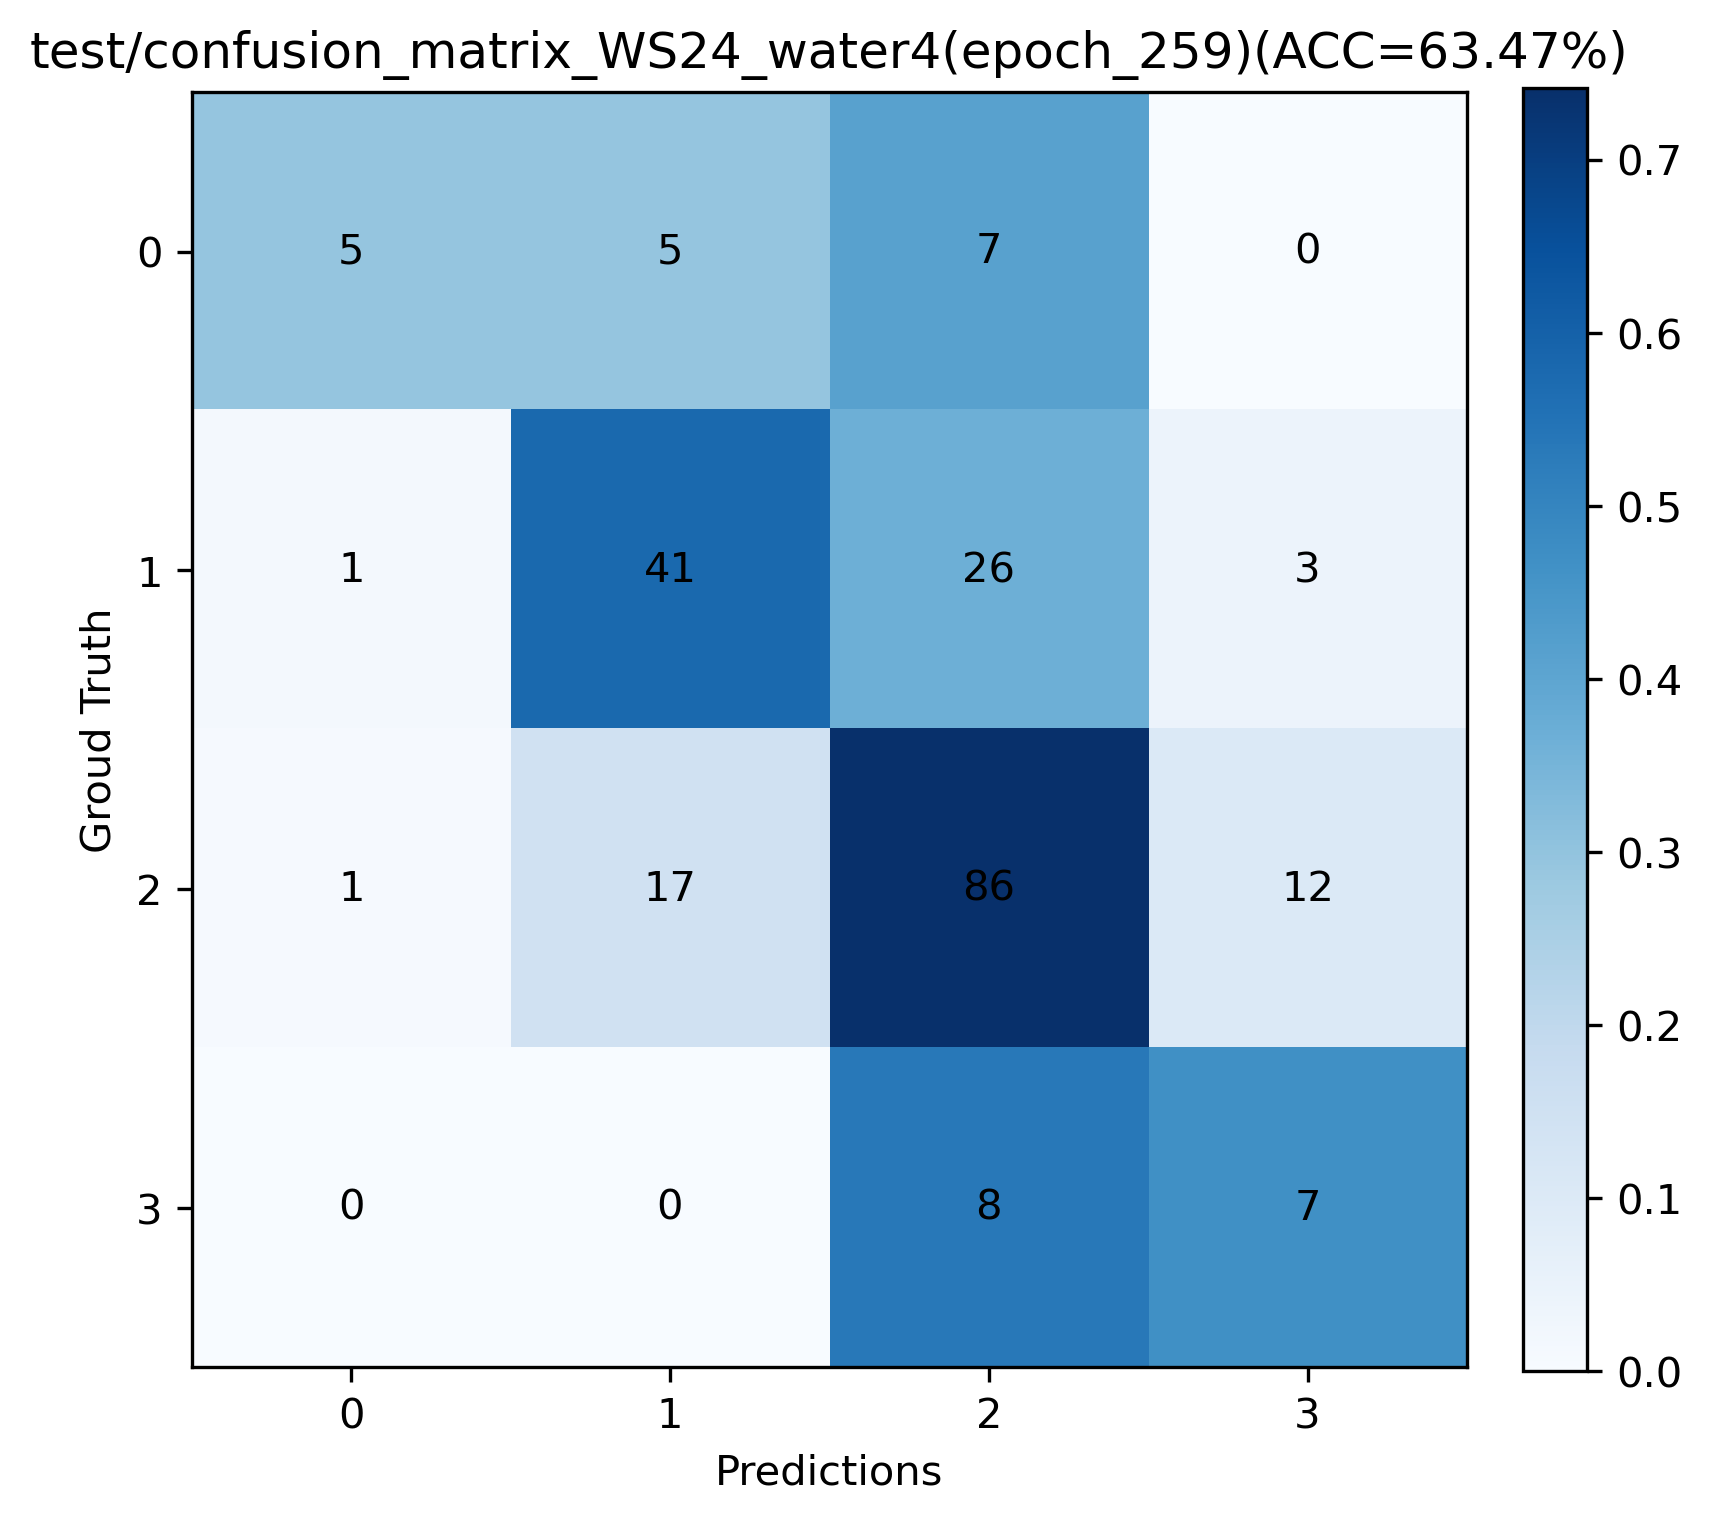 test/confusion_matrix_WS24_water4(epoch_259)(ACC=63.47%)
0 5 5 7 0
1 1 41 26 3
2 1 17 86 12
3 0 0 8 7
0 1 2 3
Predictions
Groud Truth
0.7
0.6
0.5
0.4
0.3
0.2
0.1
0.0